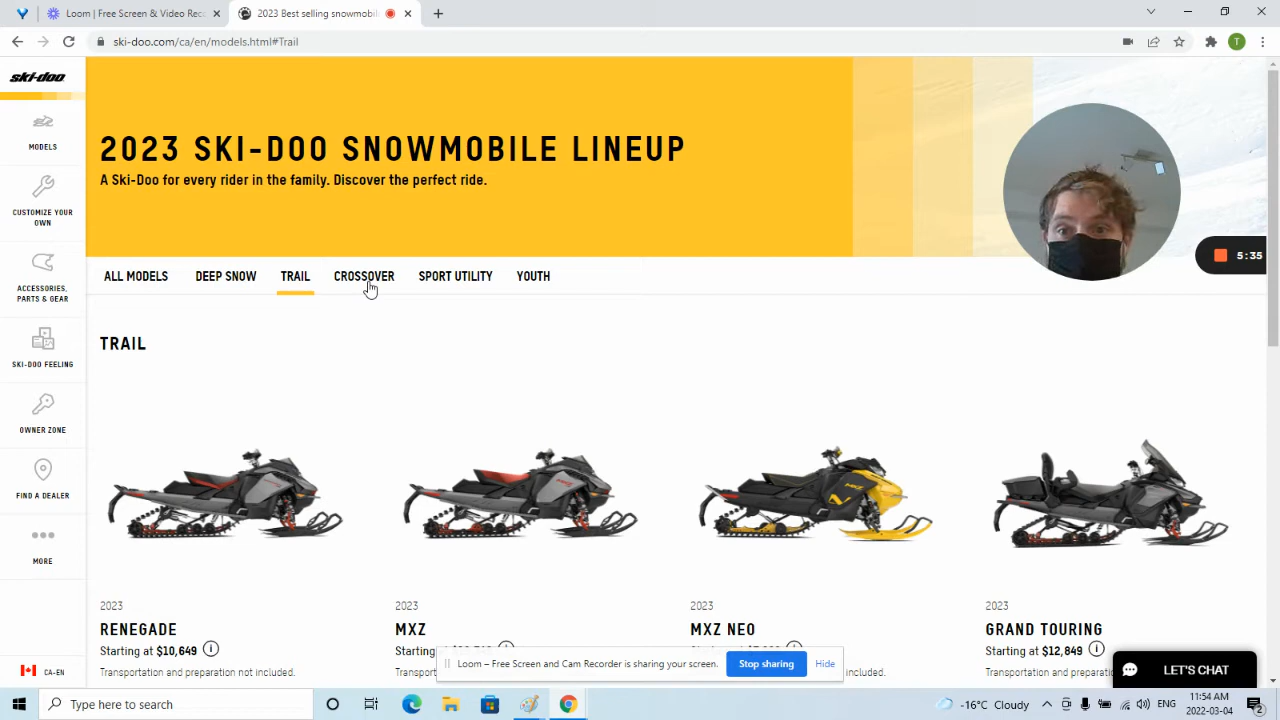 Loom | Free Screen & Video Reco
2023 Best selling snowmobil
ski-doo.com/ca/en/models.html#Trail
T
ski-doo
MODELS
CUSTOMIZE YOUR
OWN
ACCESSORIES,
PARTS & GEAR
SKI-DOO FEELING
OWNER ZONE
FIND A DEALER
MORE
CA-EN
2023 SKI-DOO SNOWMOBILE LINEUP
A Ski-Doo for every rider in the family. Discover the perfect ride.
5:35
ALL MODELS DEEP SNOW TRAIL CROSSOVER SPORT UTILITY YOUTH
TRAIL
2023 2023 2023 2023
RENEGADE MXZ MXZ NEO GRAND TOURING
Starting at $10,649 Starting Starting at $12,849
Transportation and preparation not included. Transportation and preparation not included.
Loom – Free Screen and Cam Recorder is sharing your screen. Stop sharing Hide
LET'S CHAT
Type here to search
-16°C Cloudy ENG 11:54 AM
2022-03-04
2